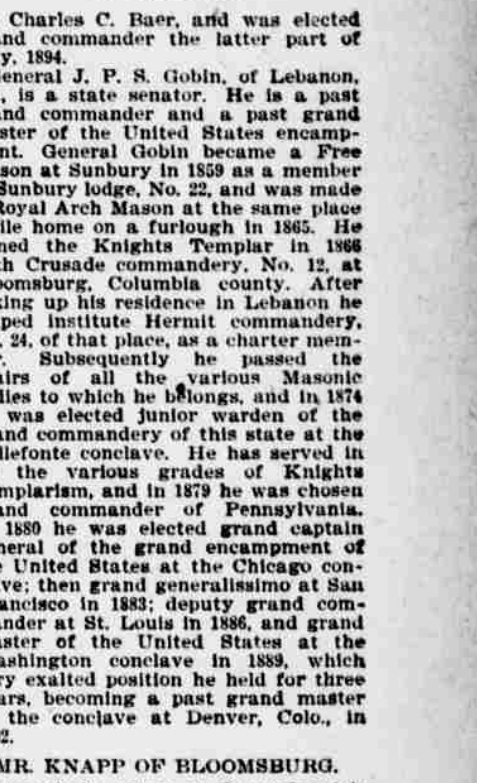 Charles C. Baer, and was elected
and commander the latter part of
y, 1894.
eneral J. P. S. Gobin, of Lebanon,
., is a state senator. He is a past
and commander and a past grand
ster of the United States encamp-
nt. General Gobin became a Free
son at Sunbury in 1859 as a member
Sunbury lodge, No. 22, and was made
Royal Arch Mason at the same place
ile home on a furlough in 1865. He
ned the Knights Templar in 1866
th Crusade commandery, No. 12, at
oomsburg, Columbia county. After
king up his residence in Lebanon he
ped institute Hermit commandery,
. 24, of that place, as a charter mem-
r. Subsequently he passed the
airs of all the various Masonic
dies to which he belongs, and in 1874
was elected junior warden of the
and commandery of this state at the
llefonte conclave. He has served in
the various grades of Knights
mplarism, and in 1879 he was chosen
and commander of Pennsylvania.
1880 he was elected grand captain
neral of the grand encampment of
e United States at the Chicago con-
ve; then grand generalissimo at San
ancisco in 1883; deputy grand com-
ander at St. Louis in 1886, and grand
aster of the United States at the
ashington conclave in 1889, which
ry exalted position he held for three
ars, becoming a past grand master
the conclave at Denver, Colo., in
2.
MR. KNAPP OF BLOOMSBURG.